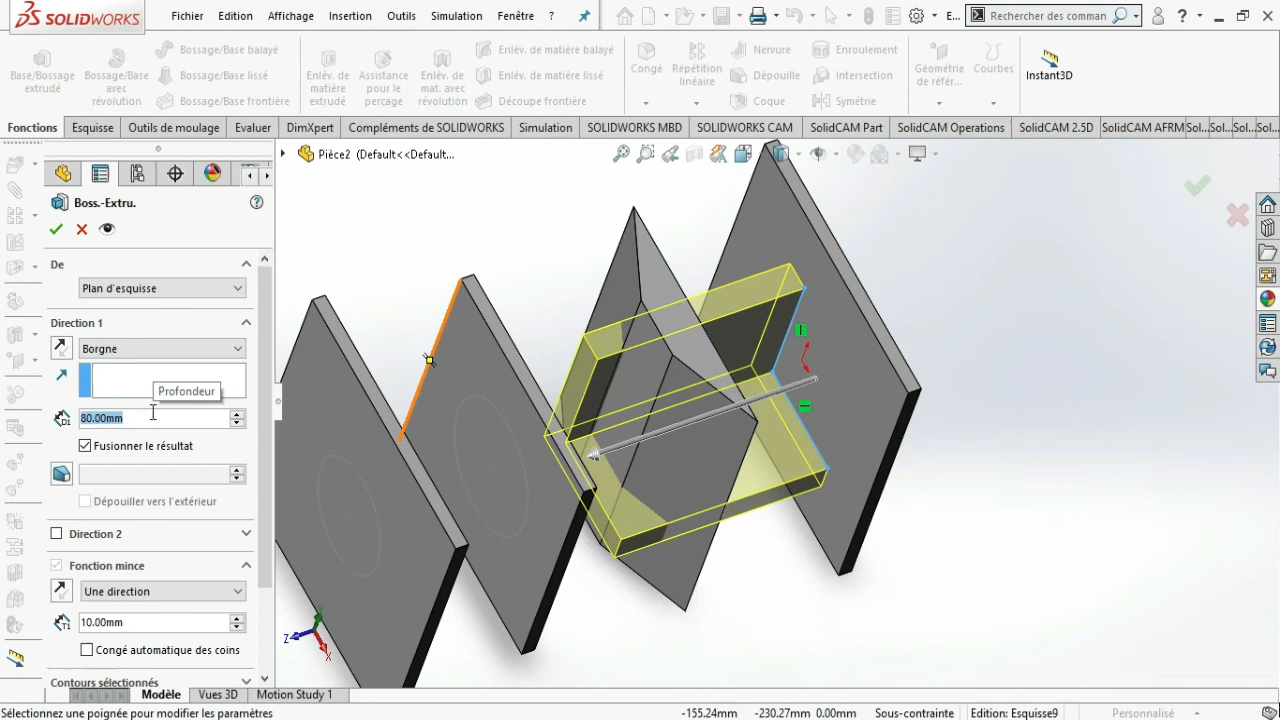 SOLIDWORKS
Fichier Edition Affichage Insertion Outils Simulation Fenêtre ?
E... Rechercher des comman ?
Base/Bossage extrudé
Bossage/Base avec révolution
Bossage/Base balayé
Bossage/Base lissé
Bossage/Base frontière
Enlèv. de matière extrudé
Assistance pour le perçage
Enlèv. de mat. avec révolution
Enlèv. de matière balayé
Enlèv. de matière lissé
Découpe frontière
Congé
Répétition linéaire
Nervure
Dépouille
Coque
Enroulement
Intersection
Symétrie
Géométrie de référ...
Courbes
Instant3D
Fonctions Esquisse Outils de moulage Evaluer DimXpert Compléments de SOLIDWORKS Simulation SOLIDWORKS MBD SOLIDWORKS CAM SolidCAM Part SolidCAM Operations SolidCAM 2.5D SolidCAM AFRM Sol... Sol... Sol... Sol...
Pièce2 (Default<<Default...
Boss.-Extru.
De
Plan d'esquisse
Direction 1
Borgne
Profondeur
80.00mm
Fusionner le résultat
Dépouiller vers l'extérieur
Direction 2
Fonction mince
Une direction
10.00mm
Congé automatique des coins
Contours sélectionnés
Y
Z
X
Modèle Vues 3D Motion Study 1
Sélectionnez une poignée pour modifier les paramètres -155.24mm -230.27mm 0.00mm Sous-contrainte Edition: Esquisse9 Personnalisé